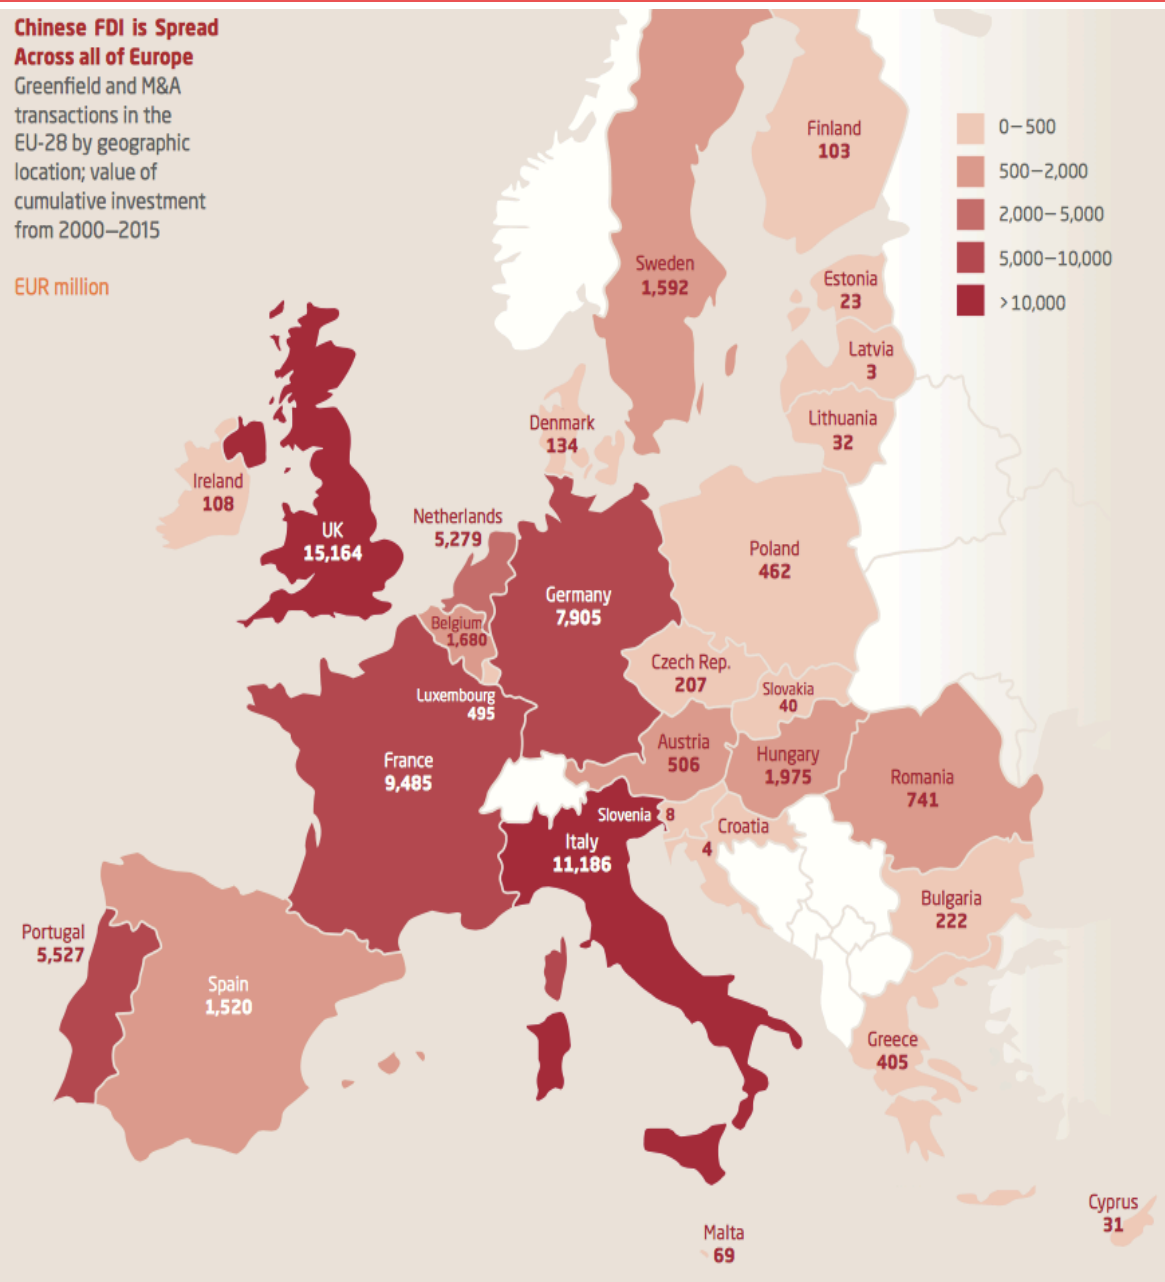 Chinese FDI is Spread
Across all of Europe
Greenfield and M&A
transactions in the
EU-28 by geographic
location; value of
cumulative investment
from 2000—2015
EUR million
0—500
500—2,000
2,000—5,000
5,000—10,000
>10,000
Finland
103
Sweden
1,592
Estonia
23
Latvia
3
Lithuania
32
Denmark
134
Ireland
108
UK
15,164
Netherlands
5,279
Germany
7,905
Poland
462
Belgium
1,680
Luxembourg
495
Czech Rep.
207
Slovakia
40
France
9,485
Austria
506
Hungary
1,975
Romania
741
Slovenia 8
Croatia
4
Italy
11,186
Bulgaria
222
Portugal
5,527
Spain
1,520
Greece
405
Cyprus
31
Malta
69